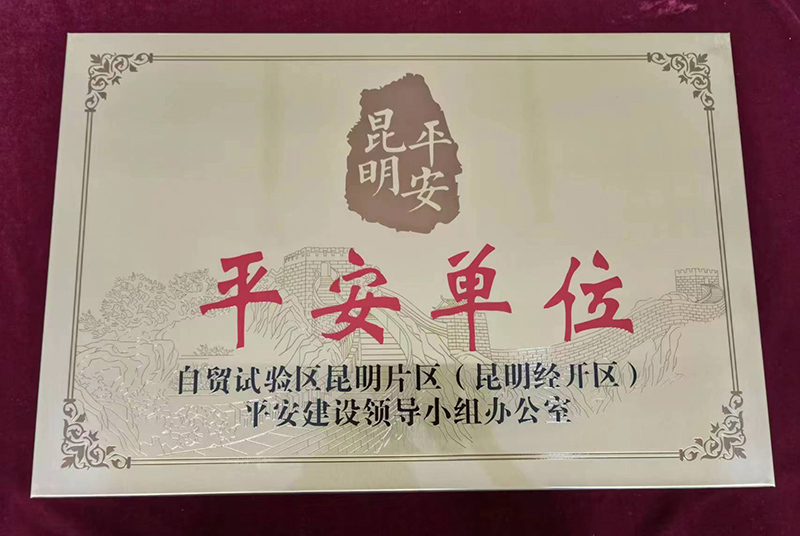 平安
昆明
平安单位
自贸试验区昆明片区（昆明经开区）
平安建设领导小组办公室